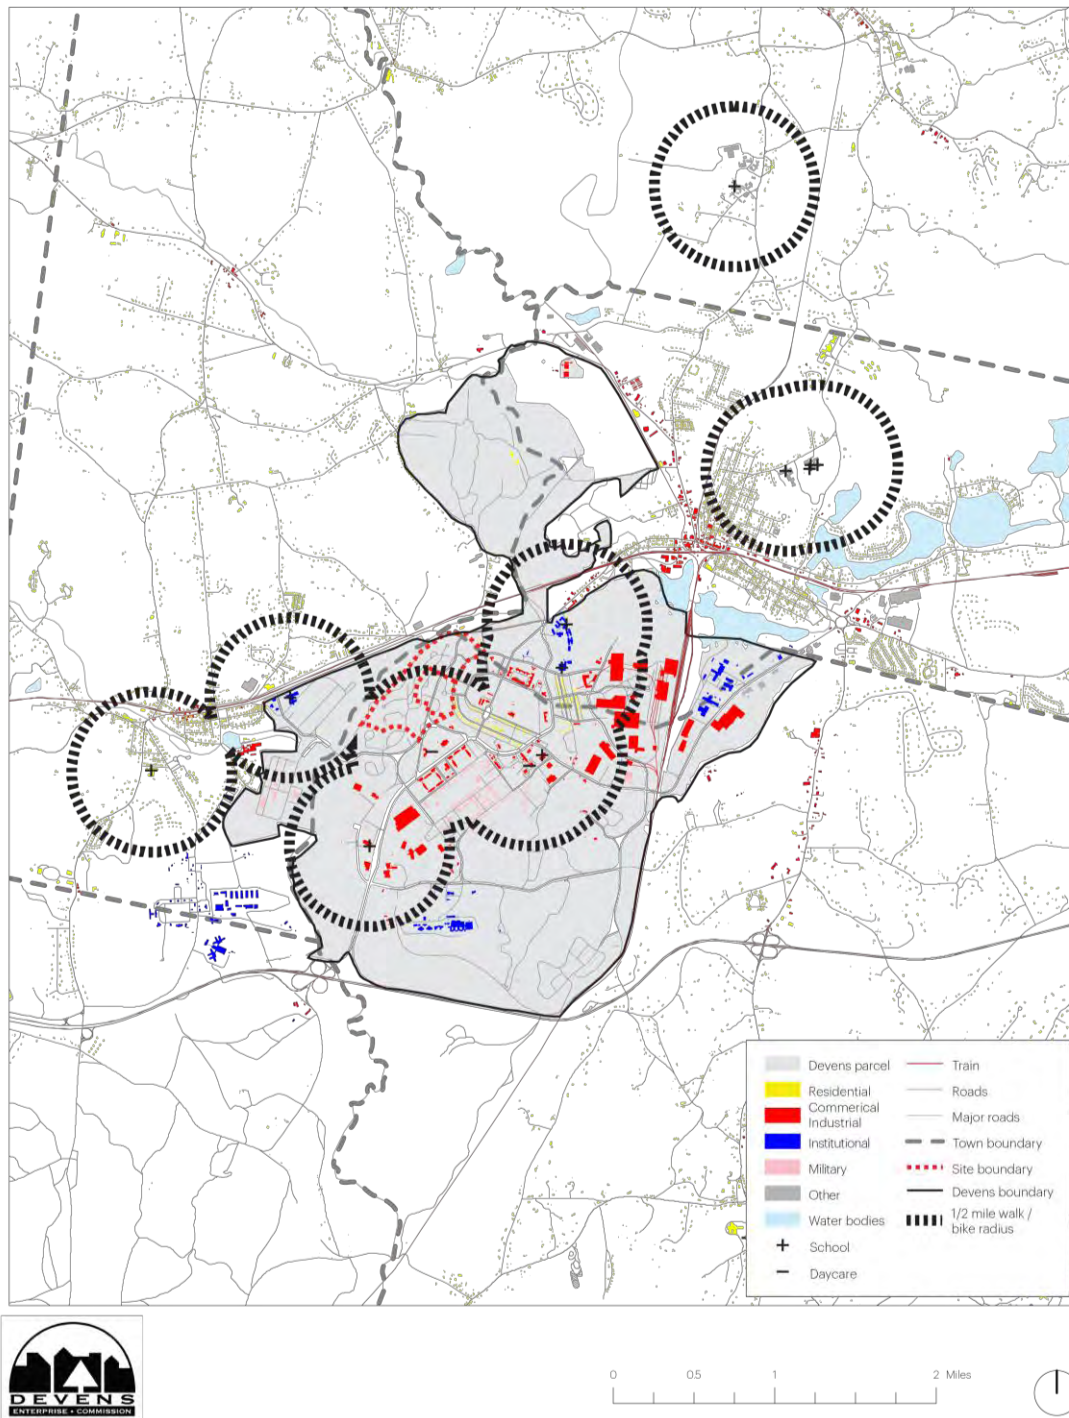 Devens parcel
Residential
Commerical
Industrial
Institutional
Military
Other
Water bodies
+ School
− Daycare
Train
Roads
Major roads
Town boundary
Site boundary
Devens boundary
1/2 mile walk /
bike radius
DEVENS
ENTERPRISE • COMMISSION
0 0.5 1 2 Miles